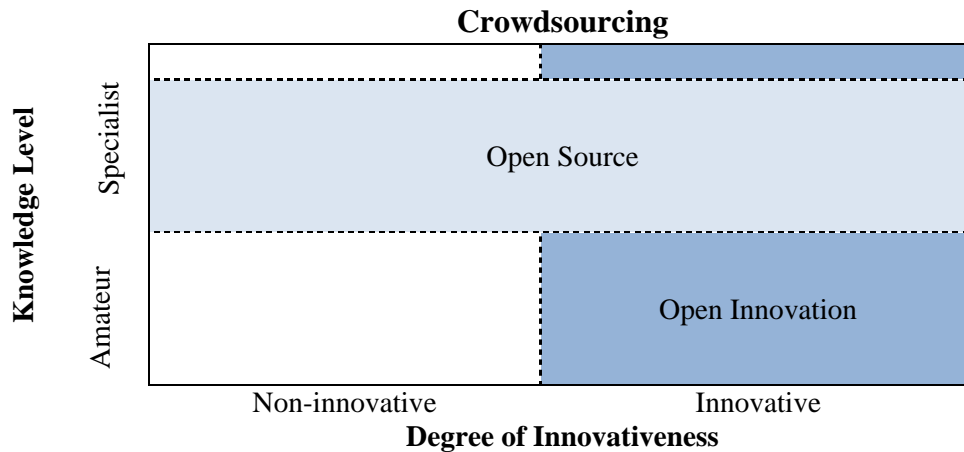 Crowdsourcing
Knowledge Level
Specialist
Open Source
Amateur
Open Innovation
Non-innovative
Innovative
Degree of Innovativeness